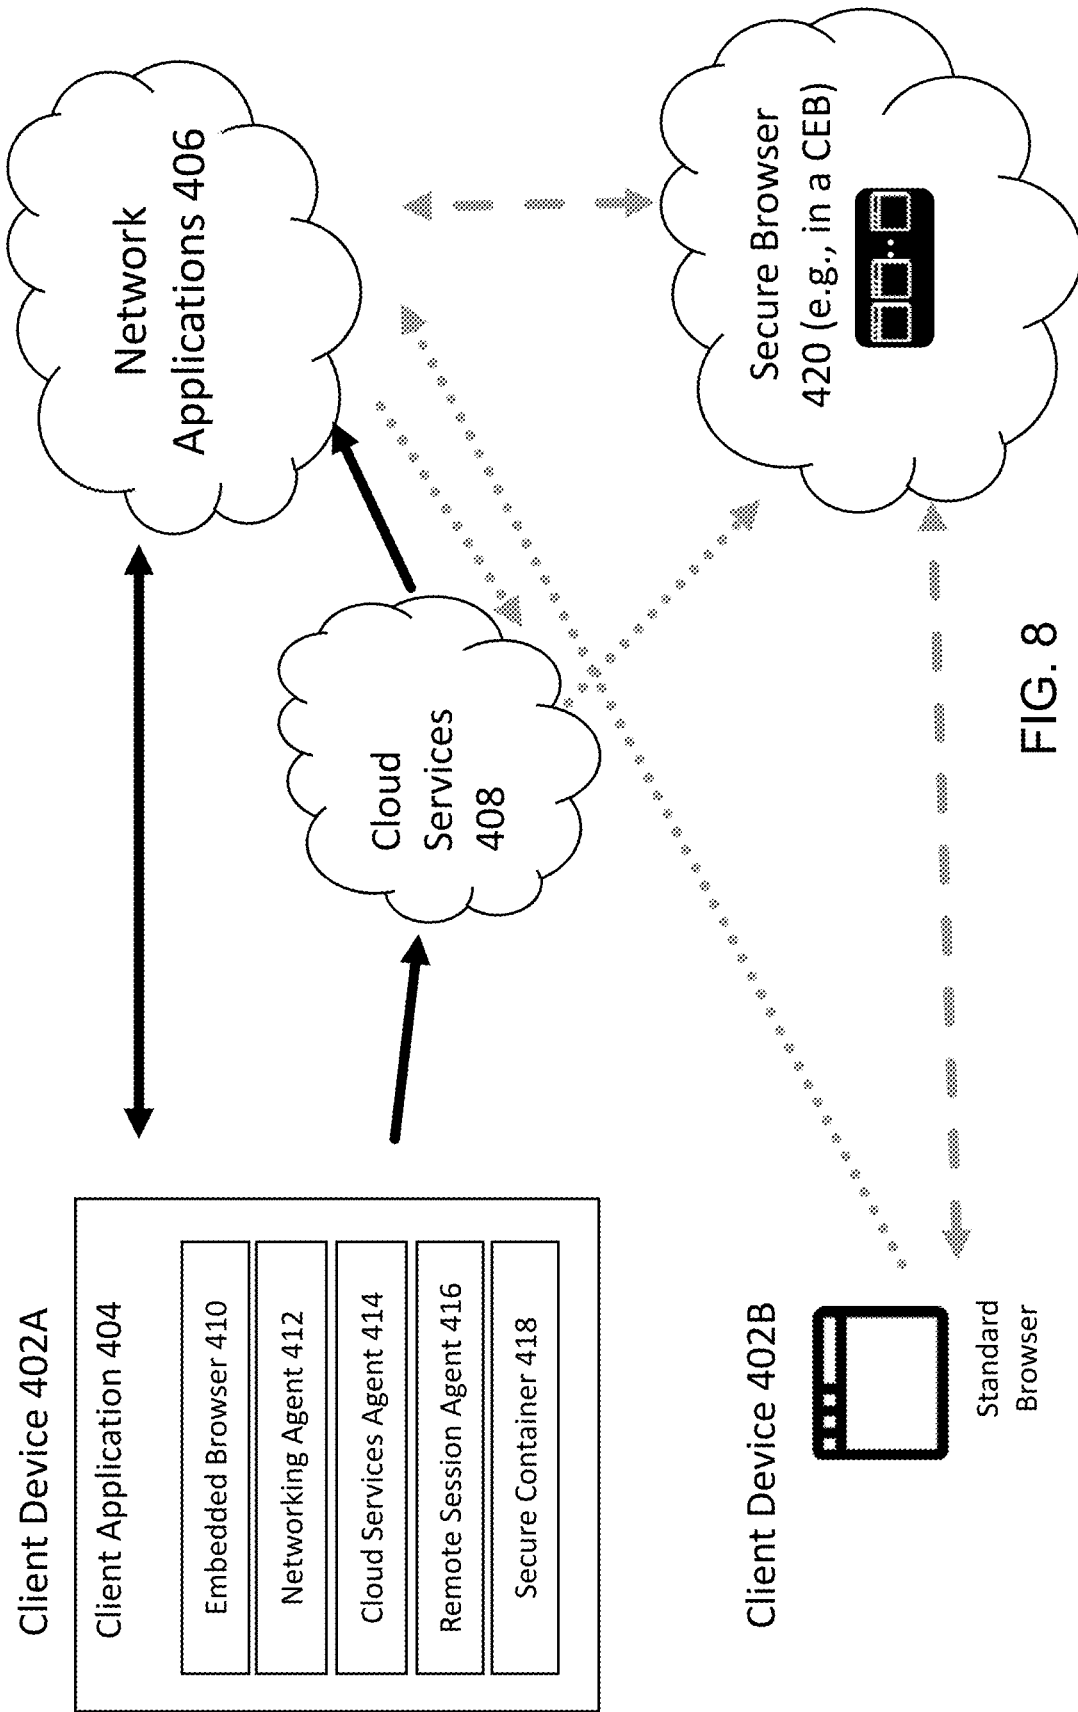 Client Device 402A
Client Application 404
Embedded Browser 410
Networking Agent 412
Cloud Services Agent 414
Remote Session Agent 416
Secure Container 418
Network
Applications 406
Cloud
Services
408
Client Device 402B
Standard
Browser
Secure Browser
420 (e.g., in a CEB)
FIG. 8